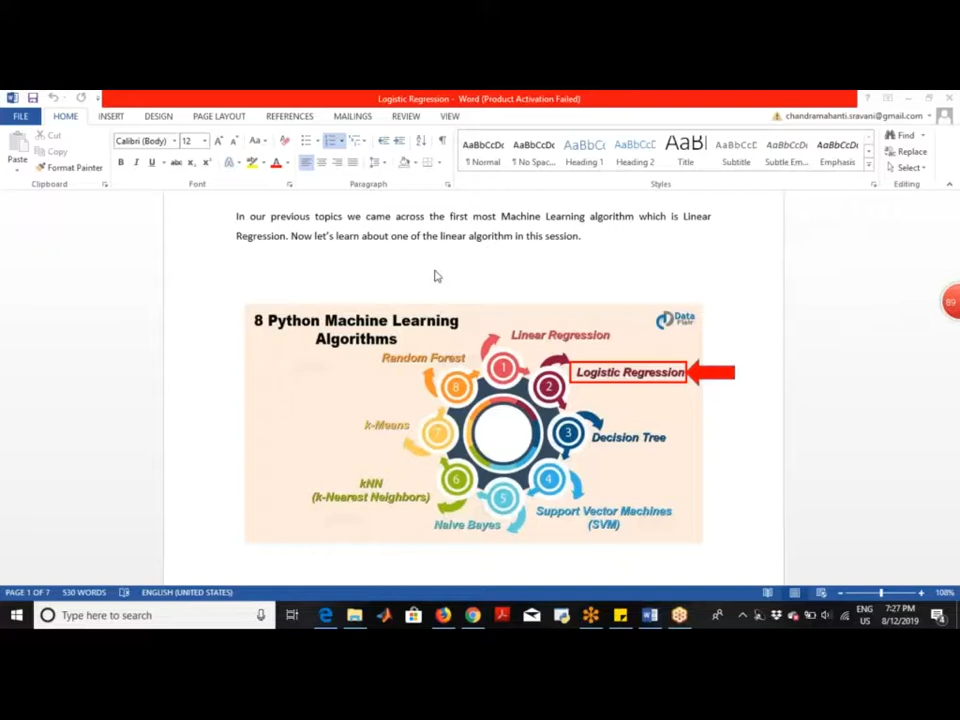 Logistic Regression - Word (Product Activation Failed)
FILE HOME INSERT DESIGN PAGE LAYOUT REFERENCES MAILINGS REVIEW VIEW
chandramahanti.sravani@gmail.com
Paste
Cut
Copy
Format Painter
Calibri (Body) 12
AaBbCcDc AaBbCcDc AaBbC AaBbCcC AaBl AaBbCcC AaBbCcDc AaBbCcDc
¶ Normal ¶ No Spac... Heading 1 Heading 2 Title Subtitle Subtle Em... Emphasis
Find
Replace
Select
Clipboard Font Paragraph Styles Editing
In our previous topics we came across the first most Machine Learning algorithm which is Linear
Regression. Now let's learn about one of the linear algorithm in this session.
89
8 Python Machine Learning
Algorithms
Data
Flair
1 Linear Regression
2 Logistic Regression
3 Decision Tree
4 Support Vector Machines
(SVM)
5 Naive Bayes
6 kNN
(k-Nearest Neighbors)
7 k-Means
8 Random Forest
PAGE 1 OF 7 530 WORDS ENGLISH (UNITED STATES) 108%
Type here to search
ENG
US
7:27 PM
8/12/2019
4